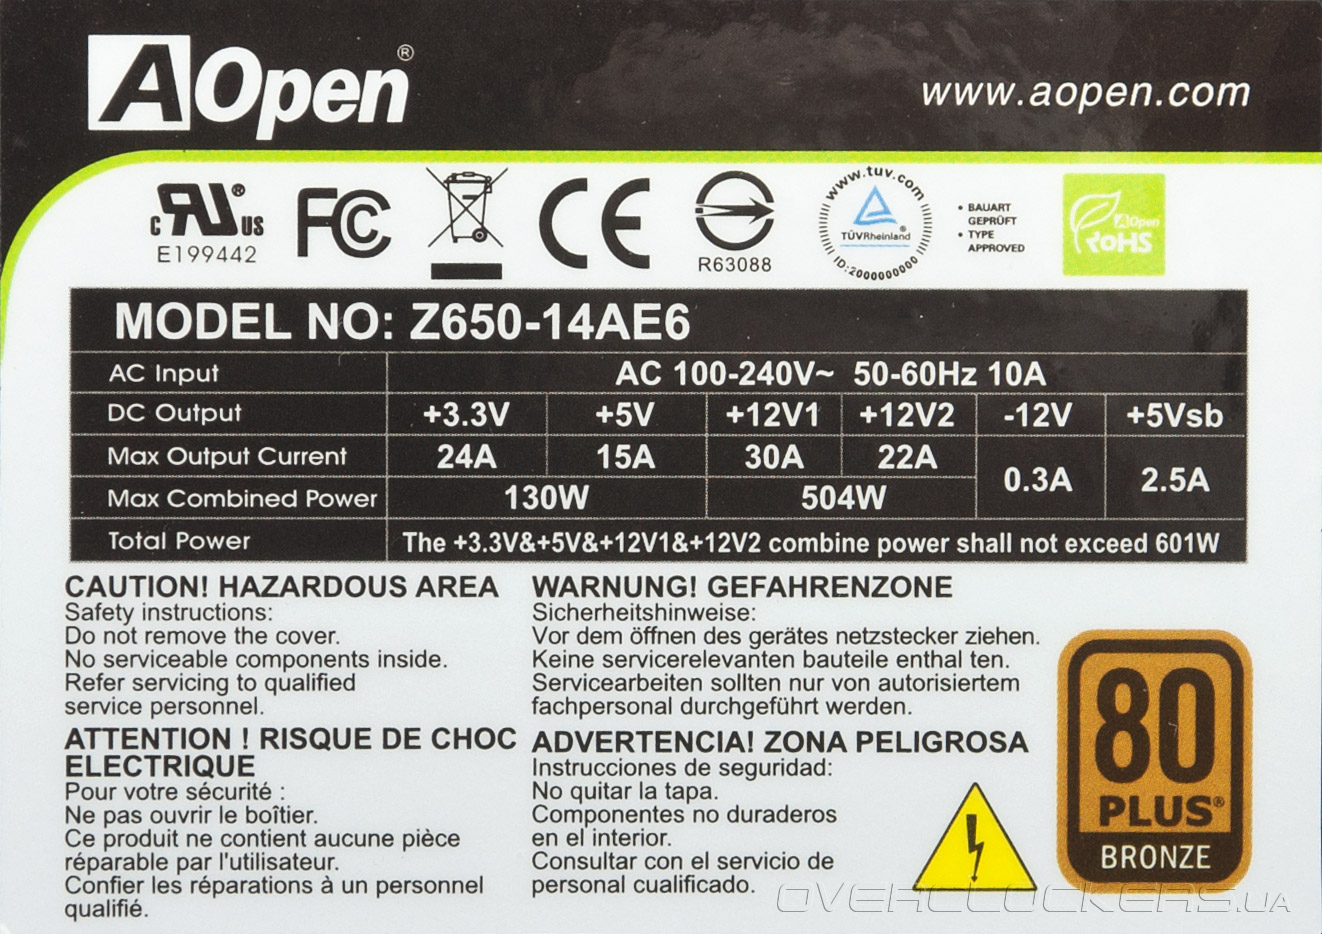 AOpen®
www.aopen.com
c RU® US
E199442
FC
CE
R63088
www.tuv.com
TÜVRheinland®
ID:2000000000
• BAUART
GEPRÜFT
• TYPE
APPROVED
AOpen
RoHS
MODEL NO: Z650-14AE6
AC Input AC 100-240V~ 50-60Hz 10A
DC Output +3.3V +5V +12V1 +12V2 -12V +5Vsb
Max Output Current 24A 15A 30A 22A 0.3A 2.5A
Max Combined Power 130W 504W
Total Power The +3.3V&+5V&+12V1&+12V2 combine power shall not exceed 601W
CAUTION! HAZARDOUS AREA
Safety instructions:
Do not remove the cover.
No serviceable components inside.
Refer servicing to qualified
service personnel.
WARNUNG! GEFAHRENZONE
Sicherheitshinweise:
Vor dem öffnen des gerätes netzstecker ziehen.
Keine servicerelevanten bauteile enthal ten.
Servicearbeiten sollten nur von autorisiertem
fachpersonal durchgeführt werden.
ATTENTION ! RISQUE DE CHOC
ELECTRIQUE
Pour votre sécurité :
Ne pas ouvrir le boîtier.
Ce produit ne contient aucune pièce
réparable par l'utilisateur.
Confier les réparations à un personnel
qualifié.
ADVERTENCIA! ZONA PELIGROSA
Instrucciones de seguridad:
No quitar la tapa.
Componentes no duraderos
en el interior.
Consultar con el servicio de
personal cualificado.
80
PLUS®
BRONZE
OVERCLOCKERS.UA